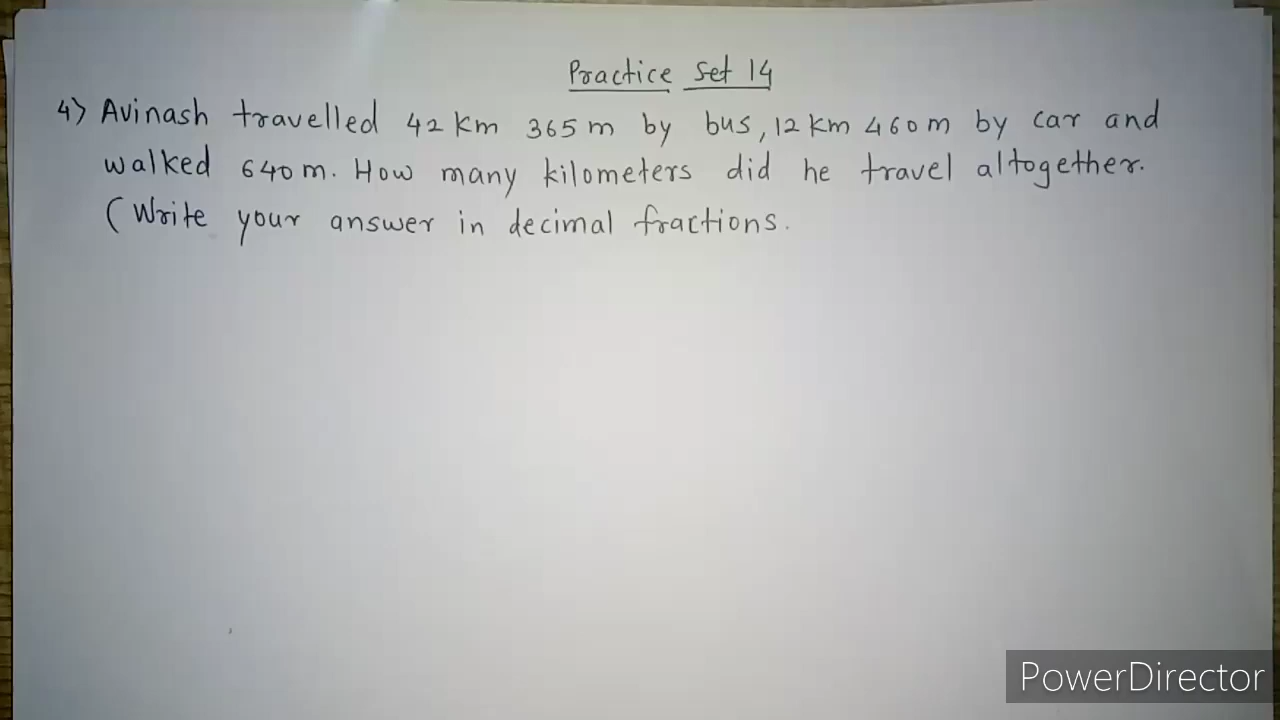 Practice Set 14
4) Avinash travelled 42 km 365 m by bus, 12 km 460 m by car and
walked 640 m. How many kilometers did he travel altogether.
(Write your answer in decimal fractions.
PowerDirector